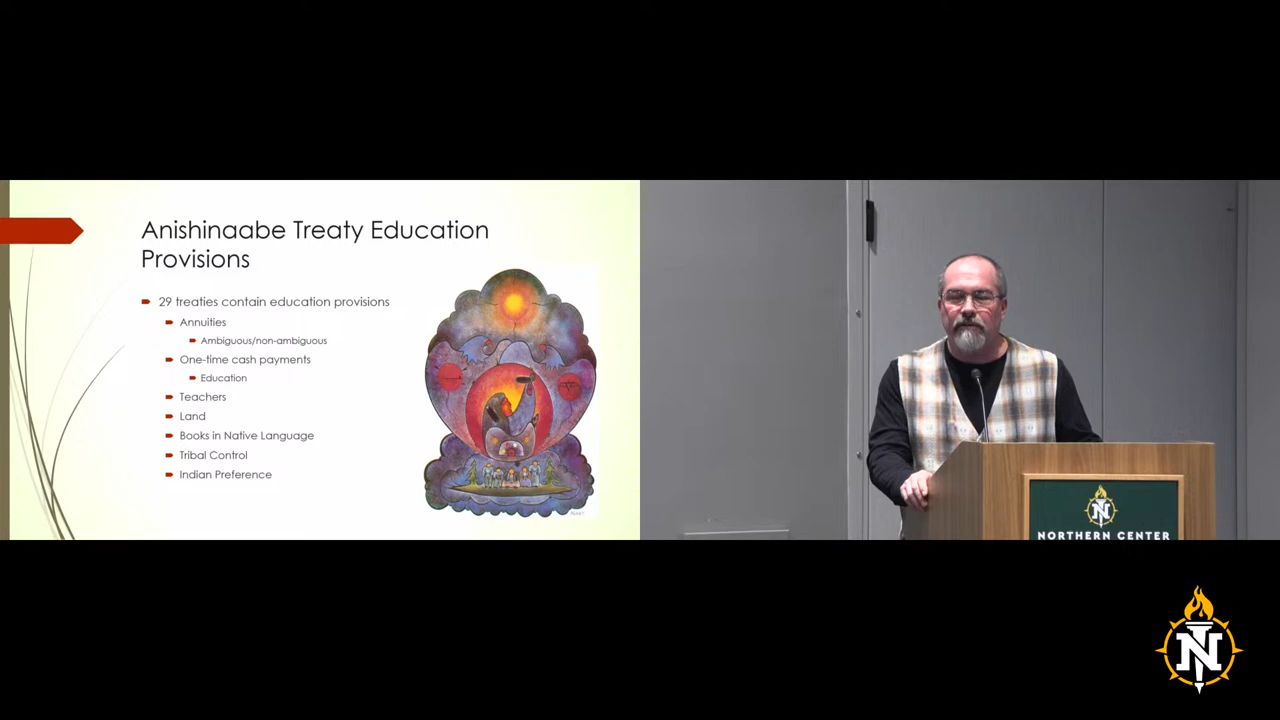 Anishinaabe Treaty Education
Provisions
29 treaties contain education provisions
Annuities
Ambiguous/non-ambiguous
One-time cash payments
Education
Teachers
Land
Books in Native Language
Tribal Control
Indian Preference
N
NORTHERN CENTER
N